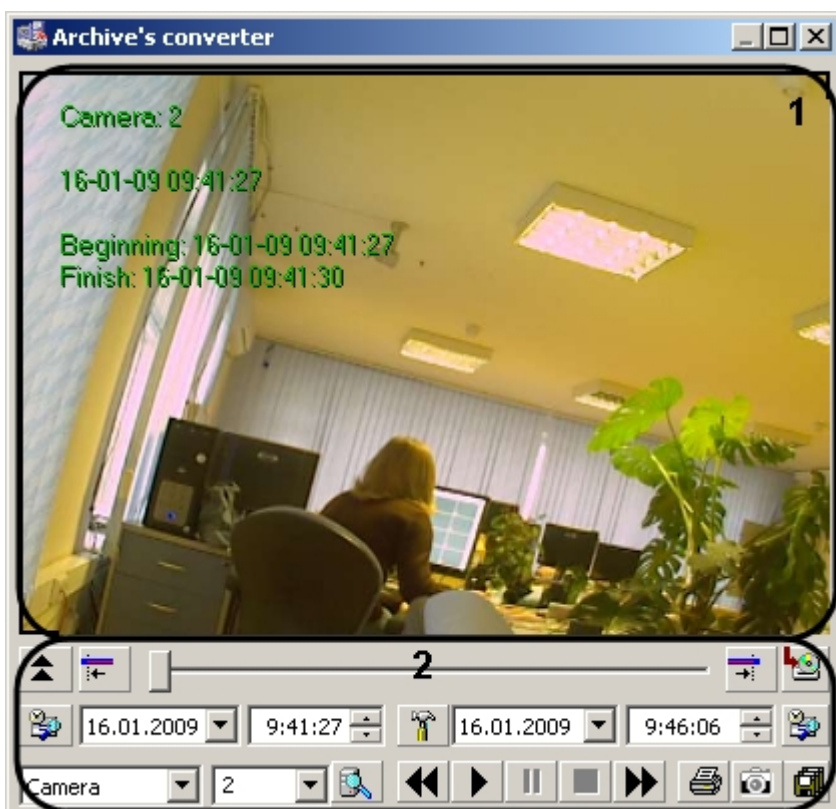 Archive's converter
1
Camera: 2
16-01-09 09:41:27
Beginning: 16-01-09 09:41:27
Finish: 16-01-09 09:41:30
2
16.01.2009 9:41:27 16.01.2009 9:46:06
Camera 2